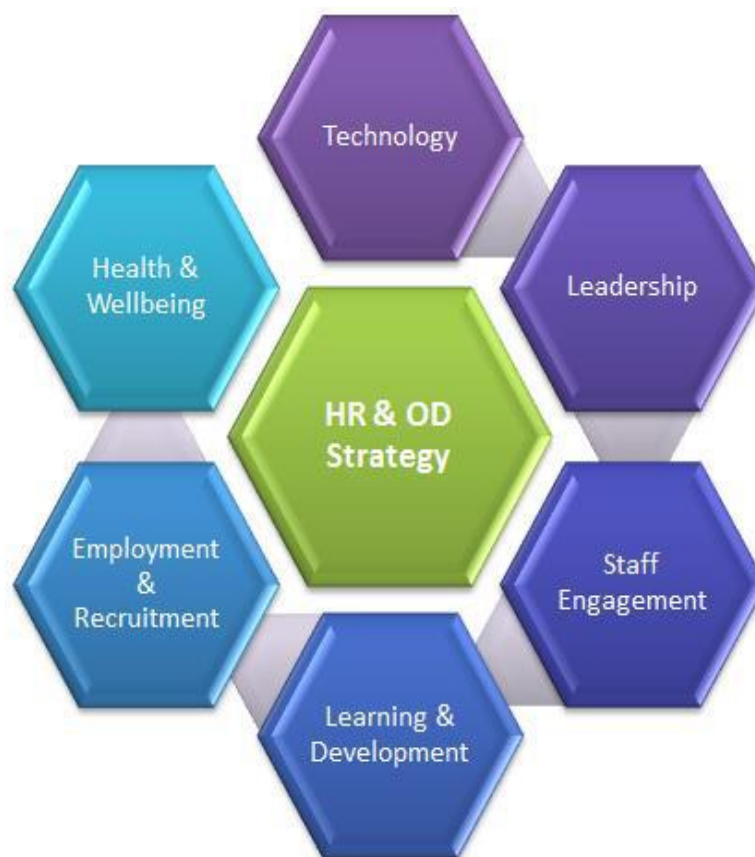 Technology
Leadership
Staff
Engagement
Learning &
Development
Employment
&
Recruitment
Health &
Wellbeing
HR & OD
Strategy